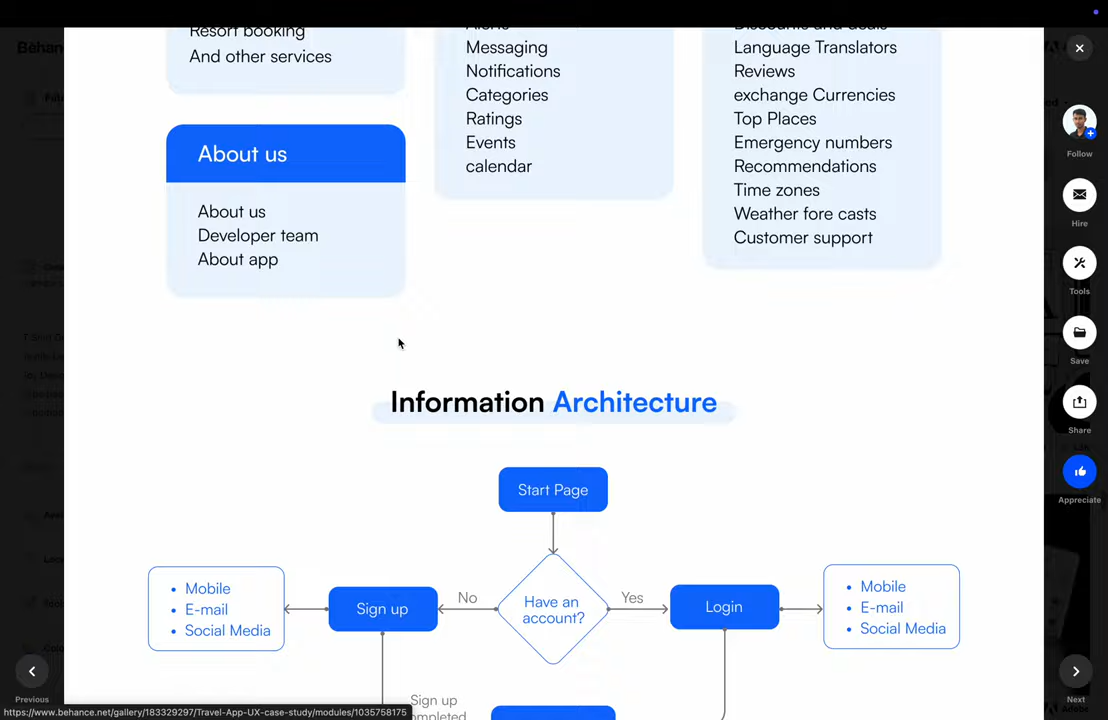 Resort booking
And other services
About us
About us
Developer team
About app
Messaging
Notifications
Categories
Ratings
Events
calendar
Language Translators
Reviews
exchange Currencies
Top Places
Emergency numbers
Recommendations
Time zones
Weather fore casts
Customer support
Information Architecture
Start Page
Have an
account?
No
Yes
Sign up
Login
Mobile
E-mail
Social Media
Mobile
E-mail
Social Media
Sign up
Follow
Hire
Tools
Save
Share
Appreciate
Previous
Next
https://www.behance.net/gallery/183329297/Travel-App-UX-case-study/modules/1035758175